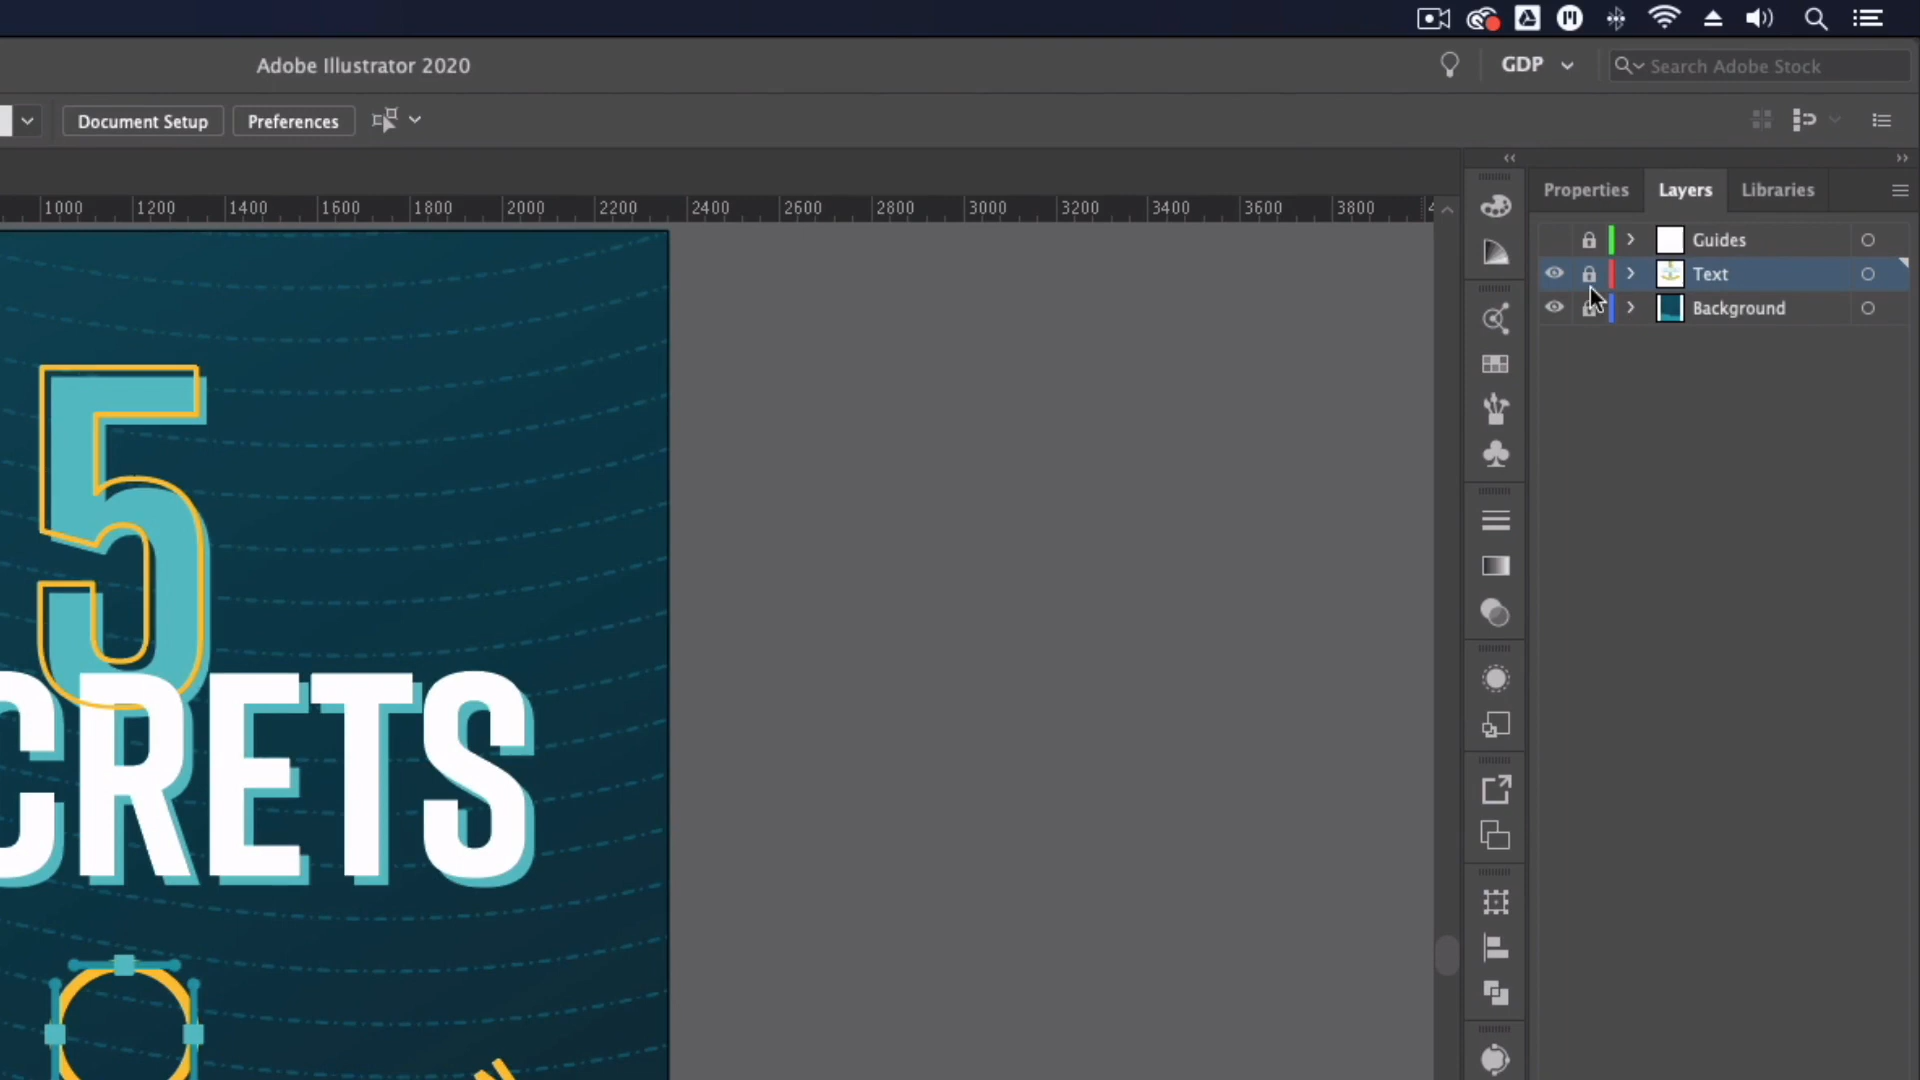 Adobe Illustrator 2020
GDP
Search Adobe Stock
Document Setup
Preferences
Properties
Layers
Libraries
1000
1200
1400
1600
1800
2000
2200
2400
2600
2800
3000
3200
3400
3600
3800
Guides
Text
Background
5
CRETS